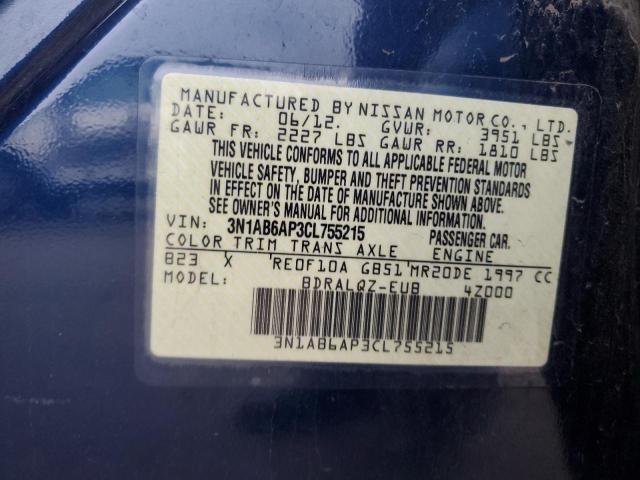 MANUFACTURED BY NISSAN MOTOR CO., LTD.
DATE: 06/12. GVWR: 3951 LBS
GAWR FR: 2227 LBS GAWR RR: 1810 LBS
THIS VEHICLE CONFORMS TO ALL APPLICABLE FEDERAL MOTOR
VEHICLE SAFETY, BUMPER AND THEFT PREVENTION STANDARDS
IN EFFECT ON THE DATE OF MANUFACTURE SHOWN ABOVE.
SEE OWNER'S MANUAL FOR ADDITIONAL INFORMATION.
VIN: 3N1AB6AP3CL755215 PASSENGER CAR.
COLOR TRIM TRANS AXLE ENGINE
B23 X RE0F10A GB51 MR20DE 1997 CC
MODEL: BDRALQZ-EUB 4Z000
3N1AB6AP3CL755215